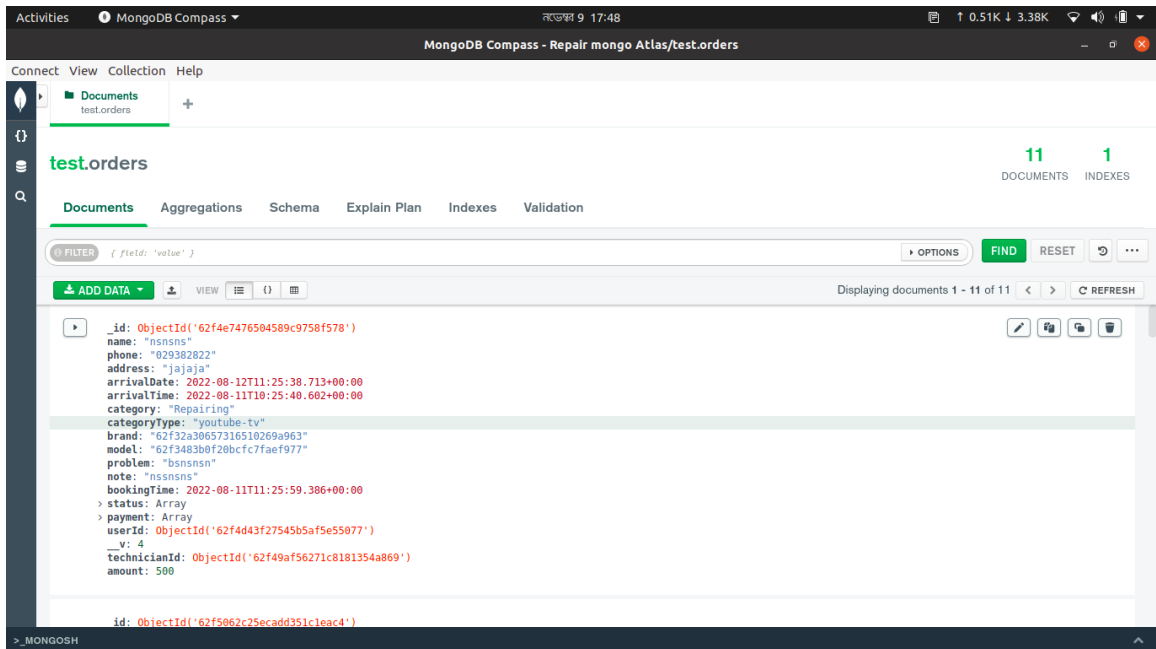 Activities MongoDB Compass নভেম্বর 9 17:48 ↑ 0.51K ↓ 3.38K
MongoDB Compass - Repair mongo Atlas/test.orders
Connect View Collection Help
Documents
test.orders
test.orders
11 1
DOCUMENTS INDEXES
Documents Aggregations Schema Explain Plan Indexes Validation
FILTER { field: 'value' } OPTIONS FIND RESET
ADD DATA VIEW {} Displaying documents 1 - 11 of 11 < > REFRESH
_id: ObjectId('62f4e7476504589c9758f578')
name: "nsnsns"
phone: "029382822"
address: "jajaja"
arrivalDate: 2022-08-12T11:25:38.713+00:00
arrivalTime: 2022-08-11T10:25:40.602+00:00
category: "Repairing"
categoryType: "youtube-tv"
brand: "62f32a30657316510269a963"
model: "62f3483b0f20bcfc7faef977"
problem: "bsnsnsn"
note: "nssnsns"
bookingTime: 2022-08-11T11:25:59.386+00:00
> status: Array
> payment: Array
userId: ObjectId('62f4d43f27545b5af5e55077')
__v: 4
technicianId: ObjectId('62f49af56271c8181354a869')
amount: 500
_id: ObjectId('62f5062c25ecadd351c1eac4')
>_MONGOSH